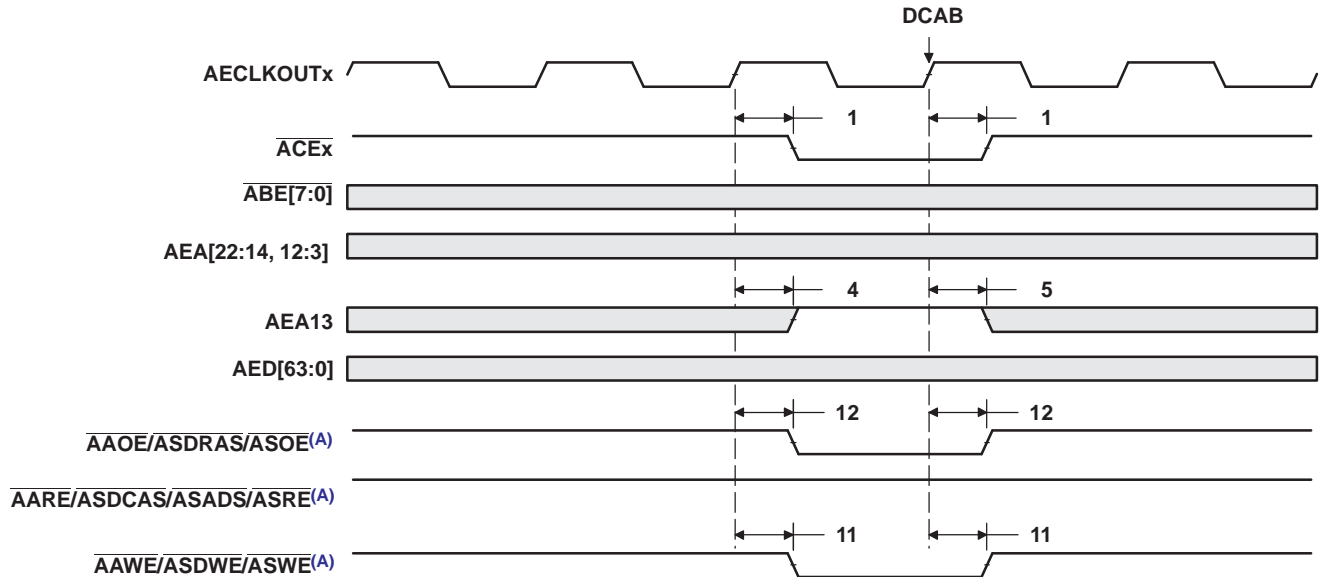 DCAB
AECLKOUTx
1 1
ACEx
ABE[7:0]
AEA[22:14, 12:3]
4 5
AEA13
AED[63:0]
12 12
AAOE/ASDRAS/ASOE(A)
AARE/ASDCAS/ASADS/ASRE(A)
11 11
AAWE/ASDWE/ASWE(A)